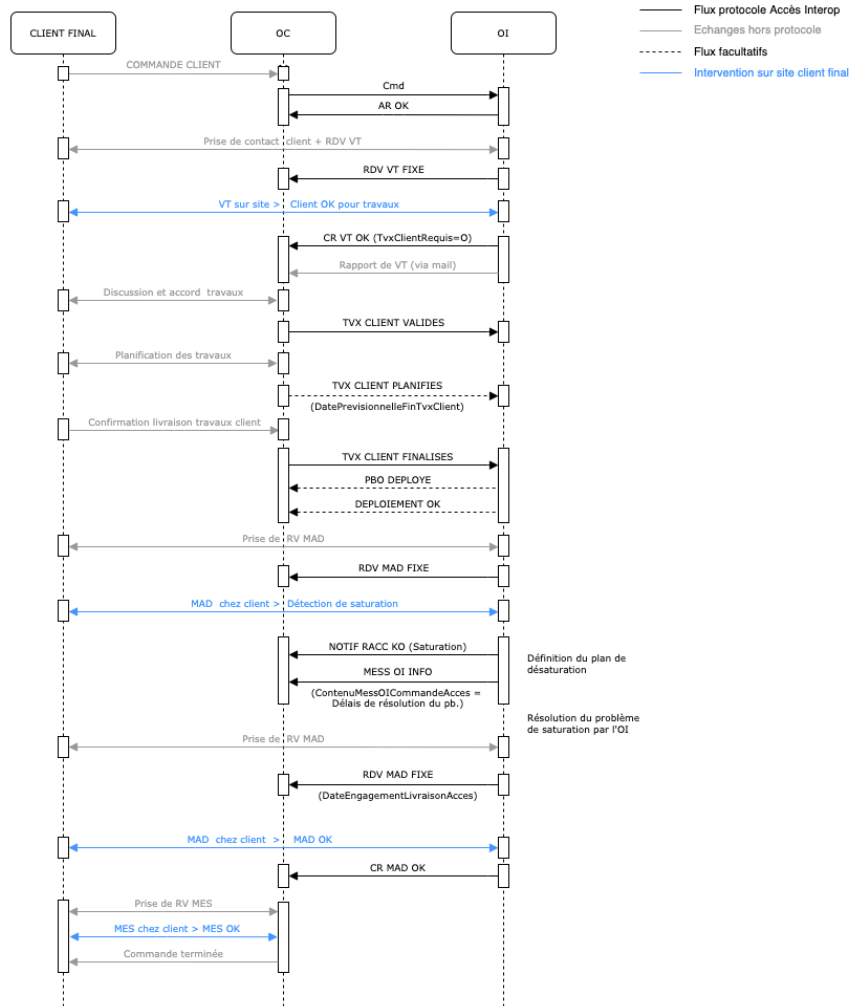 Flux protocole Accès Interop
CLIENT FINAL
OC
OI
Echanges hors protocole
Flux facultatifs
COMMANDE CLIENT
Intervention sur site client final
Cmd
AR OK
Prise de contact client + RDV VT
RDV VT FIXE
VT sur site > Client OK pour travaux
CR VT OK (TvxClientRequis=O)
Rapport de VT (via mail)
Discussion et accord travaux
TVX CLIENT VALIDES
Planification des travaux
TVX CLIENT PLANIFIES
(DatePrevisionnelleFinTvxClient)
Confirmation livraison travaux client
TVX CLIENT FINALISES
PBO DEPLOYE
DEPLOIEMENT OK
Prise de RV MAD
RDV MAD FIXE
MAD chez client > Détection de saturation
NOTIF RACC KO (Saturation)
Définition du plan de
désaturation
MESS OI INFO
(ContenuMessOICommandeAcces =
Délais de résolution du pb.)
Résolution du problème
de saturation par l'OI
Prise de RV MAD
RDV MAD FIXE
(DateEngagementLivraisonAcces)
MAD chez client > MAD OK
CR MAD OK
Prise de RV MES
MES chez client > MES OK
Commande terminée